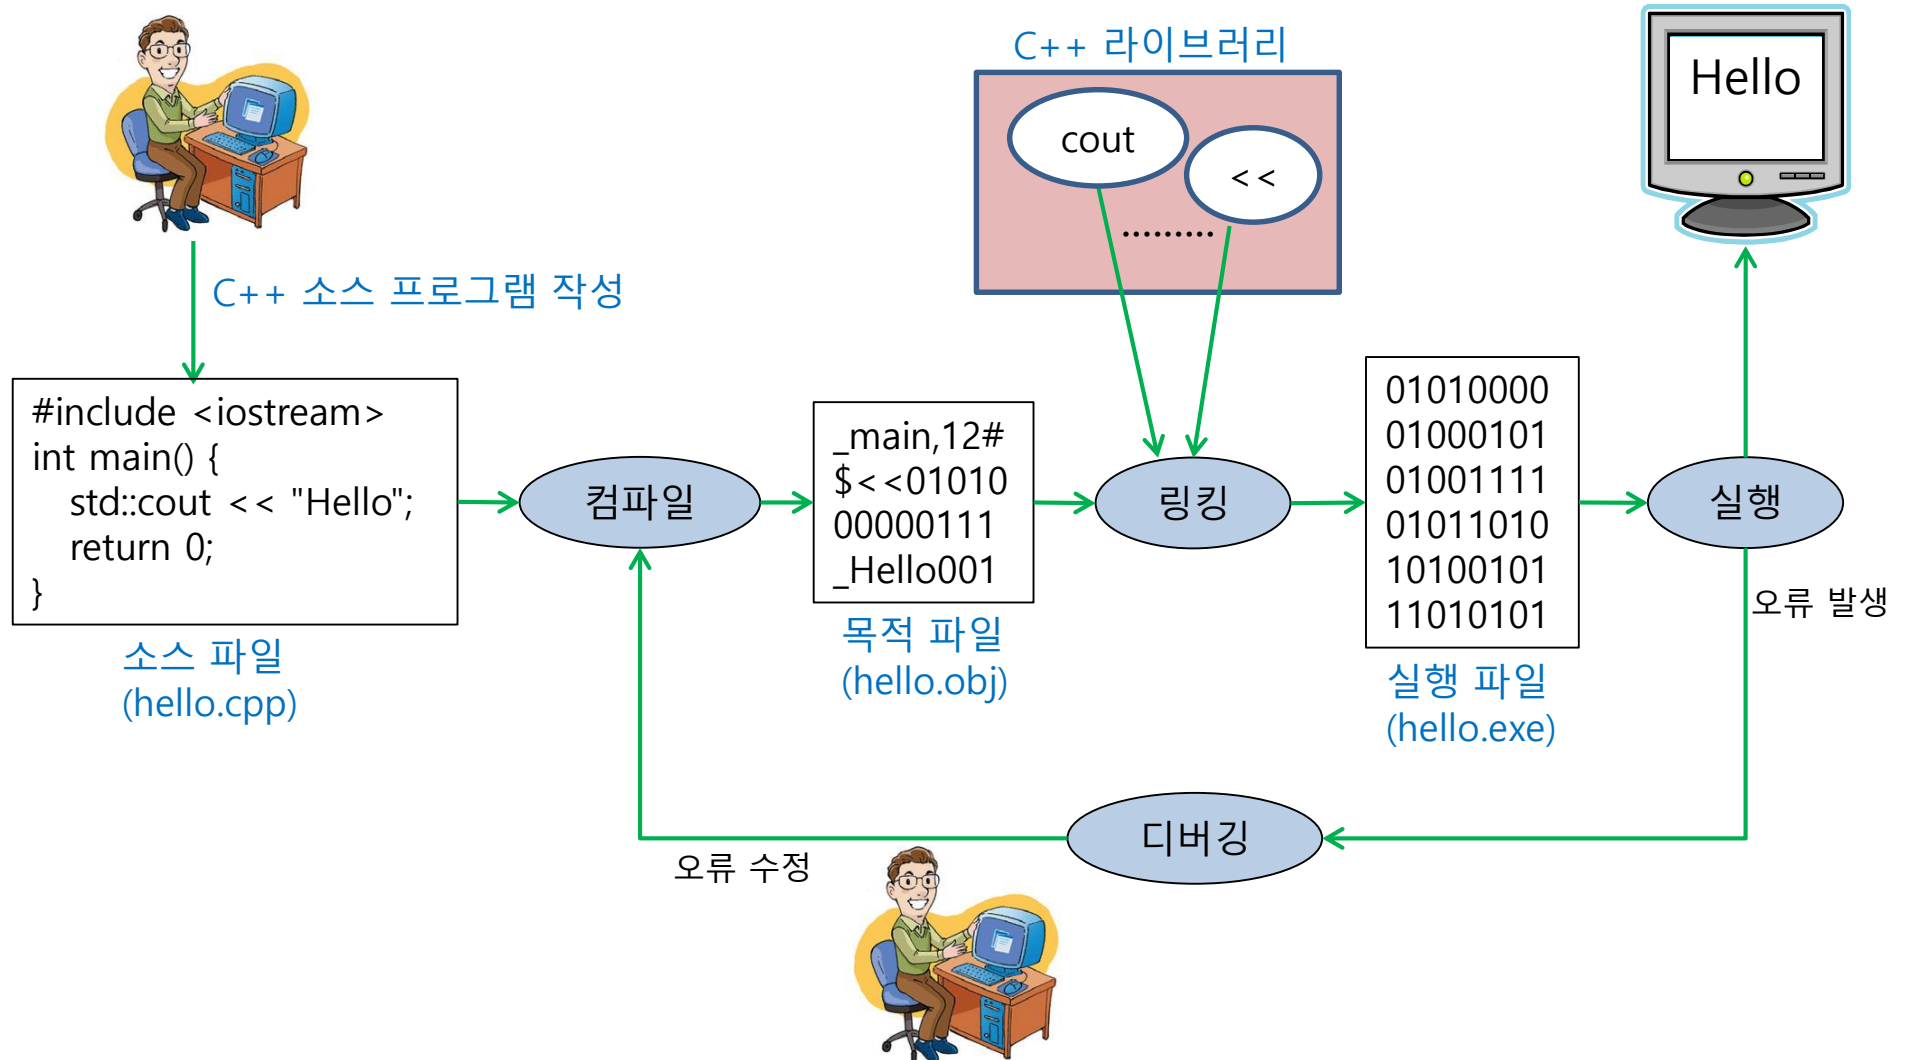 C++ 라이브러리
cout
<<
.........
Hello
C++ 소스 프로그램 작성
#include <iostream>
int main() {
std::cout << "Hello";
return 0;
}
소스 파일
(hello.cpp)
컴파일
_main,12#
$<<01010
00000111
_Hello001
목적 파일
(hello.obj)
링킹
01010000
01000101
01001111
01011010
10100101
11010101
실행 파일
(hello.exe)
실행
오류 발생
디버깅
오류 수정